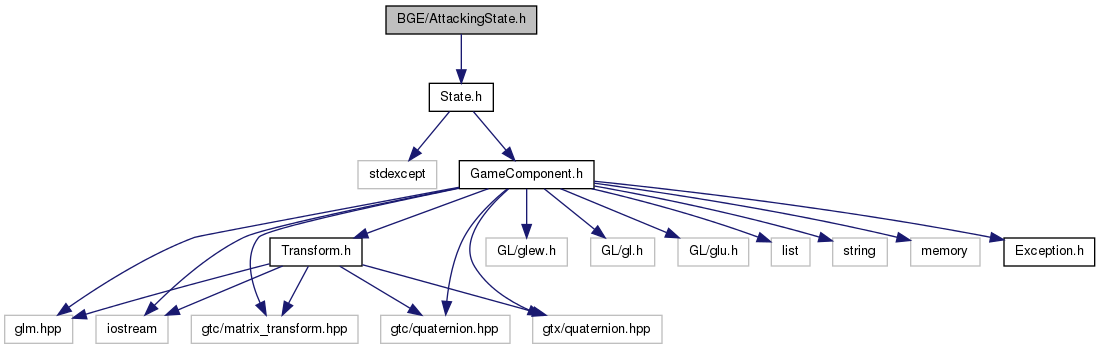 BGE/AttackingState.h
State.h
stdexcept
GameComponent.h
Transform.h
GL/glew.h
GL/gl.h
GL/glu.h
list
string
memory
Exception.h
glm.hpp
iostream
gtc/matrix_transform.hpp
gtc/quaternion.hpp
gtx/quaternion.hpp